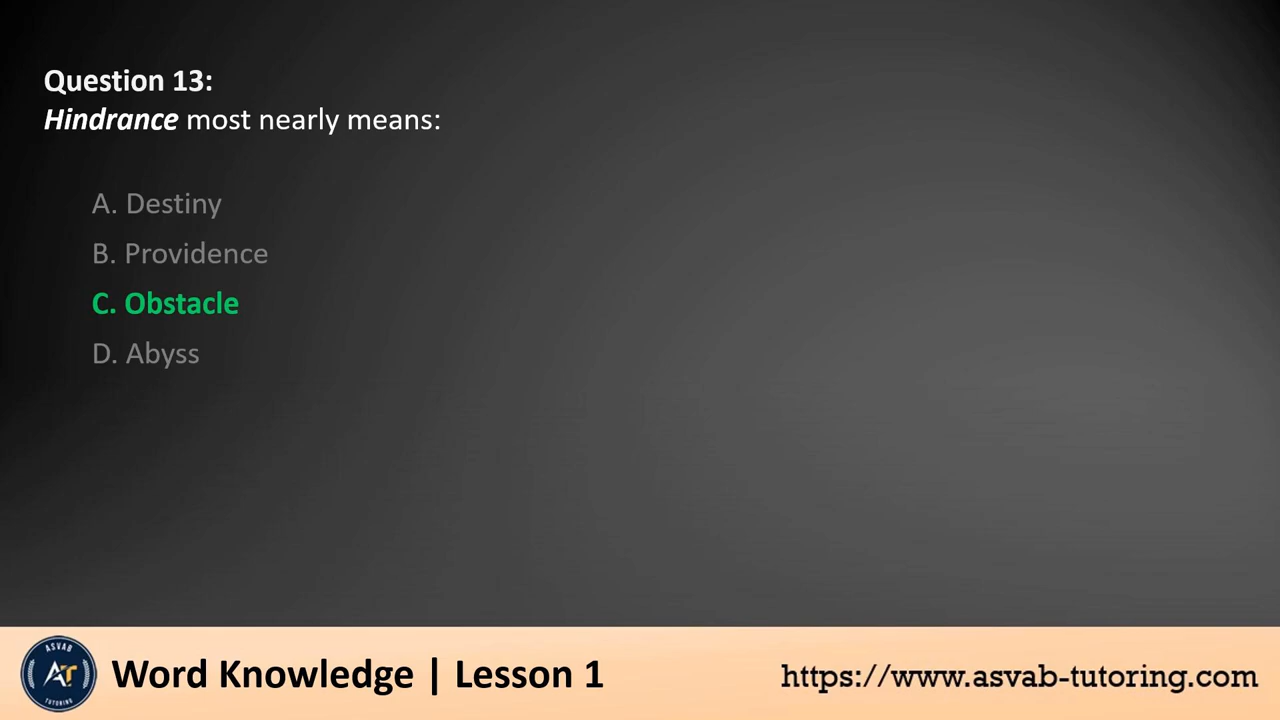 Question 13:
Hindrance most nearly means:
A. Destiny
B. Providence
C. Obstacle
D. Abyss
ASVAB
AT
TUTORING
Word Knowledge | Lesson 1
https://www.asvab-tutoring.com